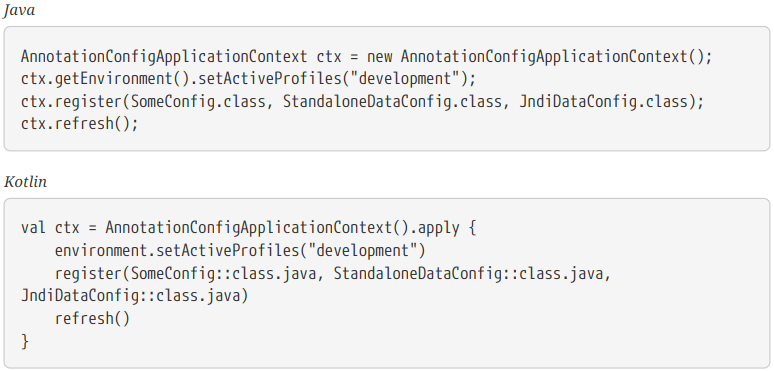 Java
AnnotationConfigApplicationContext ctx = new AnnotationConfigApplicationContext();
ctx.getEnvironment().setActiveProfiles("development");
ctx.register(SomeConfig.class, StandaloneDataConfig.class, JndiDataConfig.class);
ctx.refresh();
Kotlin
val ctx = AnnotationConfigApplicationContext().apply {
    environment.setActiveProfiles("development")
    register(SomeConfig::class.java, StandaloneDataConfig::class.java,
JndiDataConfig::class.java)
    refresh()
}